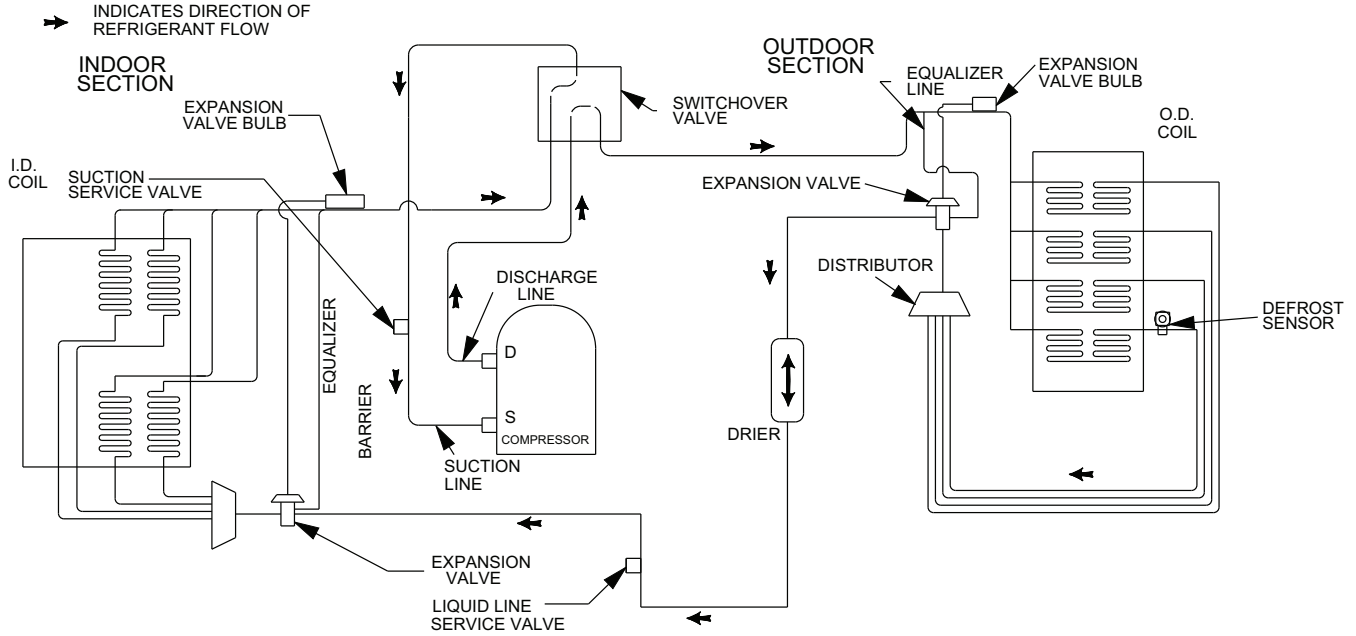 INDICATES DIRECTION OF
REFRIGERANT FLOW
INDOOR
SECTION
OUTDOOR
SECTION
EQUALIZER
LINE
EXPANSION
VALVE BULB
EXPANSION
VALVE BULB
SWITCHOVER
VALVE
O.D.
COIL
I.D.
COIL
SUCTION
SERVICE VALVE
EXPANSION VALVE
DISTRIBUTOR
DISCHARGE
LINE
DEFROST
SENSOR
EQUALIZER
BARRIER
D
S
COMPRESSOR
DRIER
SUCTION
LINE
EXPANSION
VALVE
LIQUID LINE
SERVICE VALVE